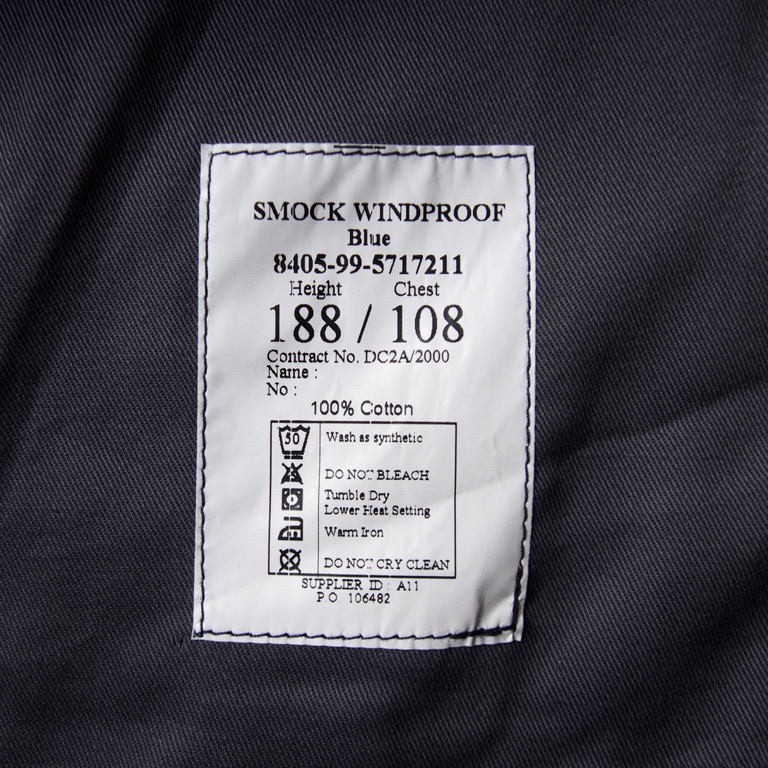 SMOCK WINDPROOF
Blue
8405-99-5717211
Height Chest
188 / 108
Contract No. DC2A/2000
Name :
No :
100% Cotton
50 Wash as synthetic
DO NOT BLEACH
Tumble Dry
Lower Heat Setting
Warm Iron
DO NOT CRY CLEAN
SUPPLIER ID : A11
P O. 106482